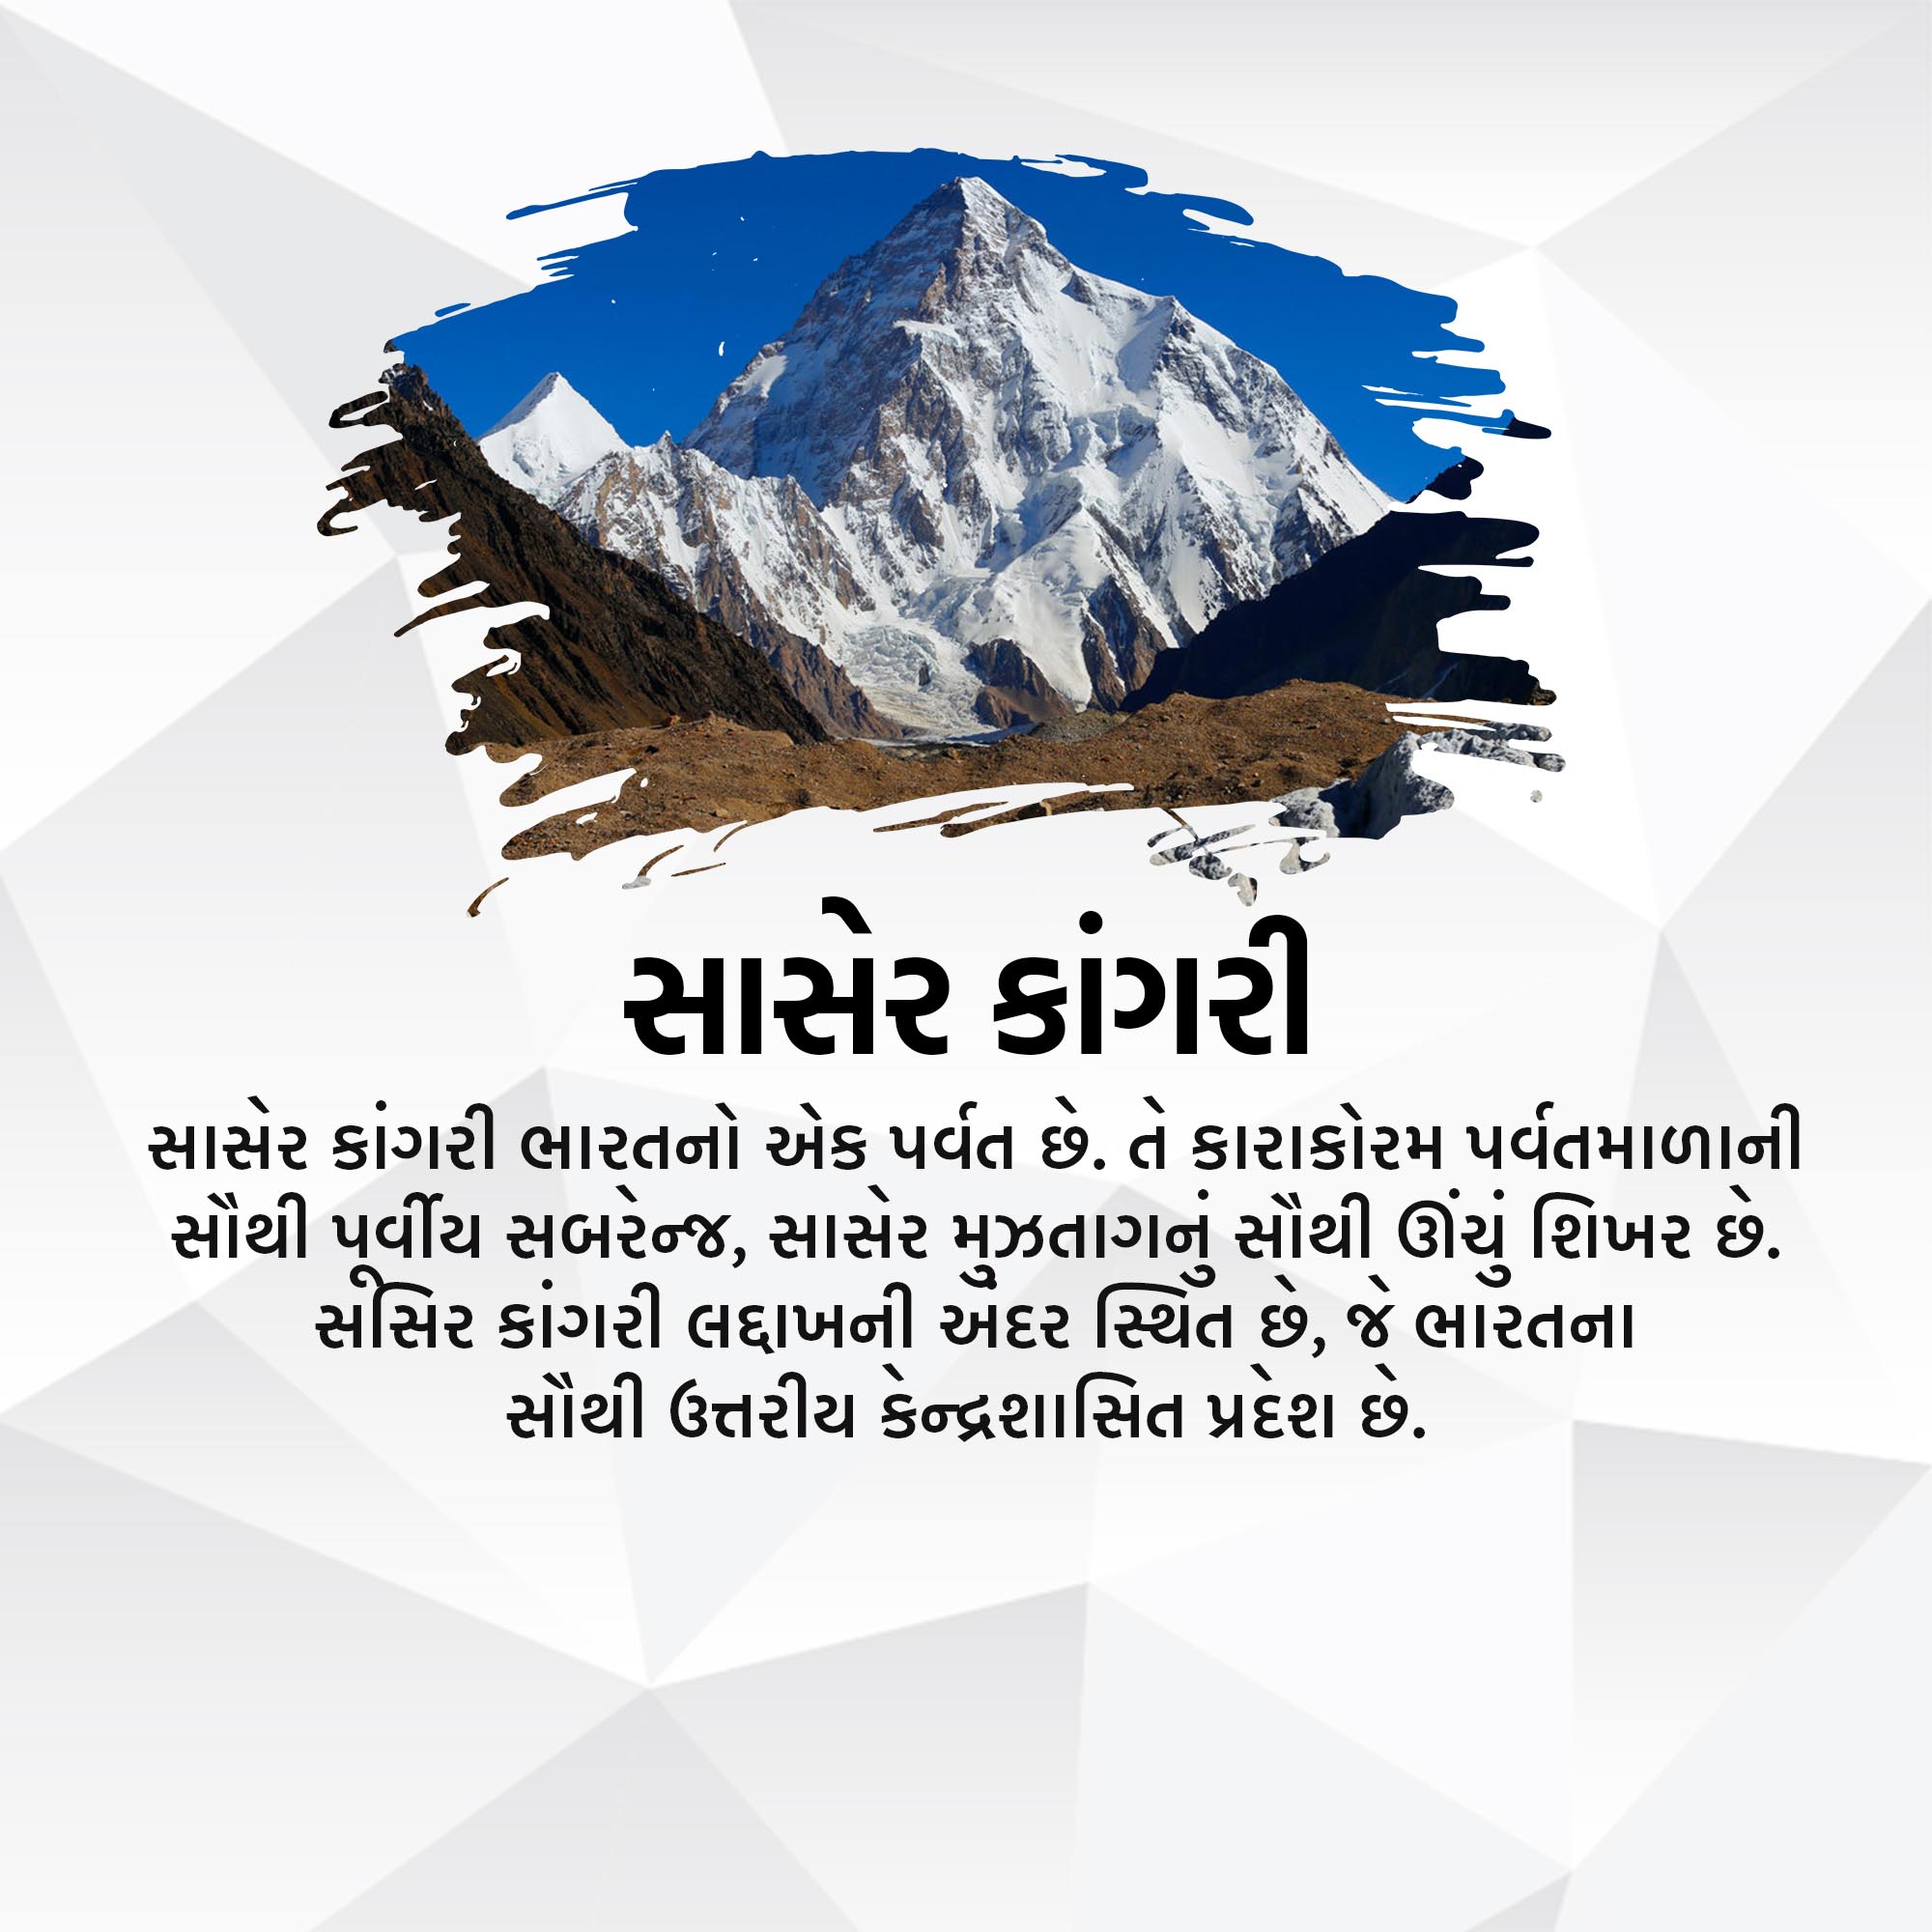 સાસેર કાંગરી
સાસેર કાંગરી ભારતનો એક પર્વત છે. તે કારાકોરમ પર્વતમાળાની
સૌથી પૂર્વીય સબરેન્જ, સાસેર મુઝતાગનું સૌથી ઊંચું શિખર છે.
સસિર કાંગરી લદ્દાખની અંદર સ્થિત છે, જે ભારતના
સૌથી ઉત્તરીય કેન્દ્રશાસિત પ્રદેશ છે.